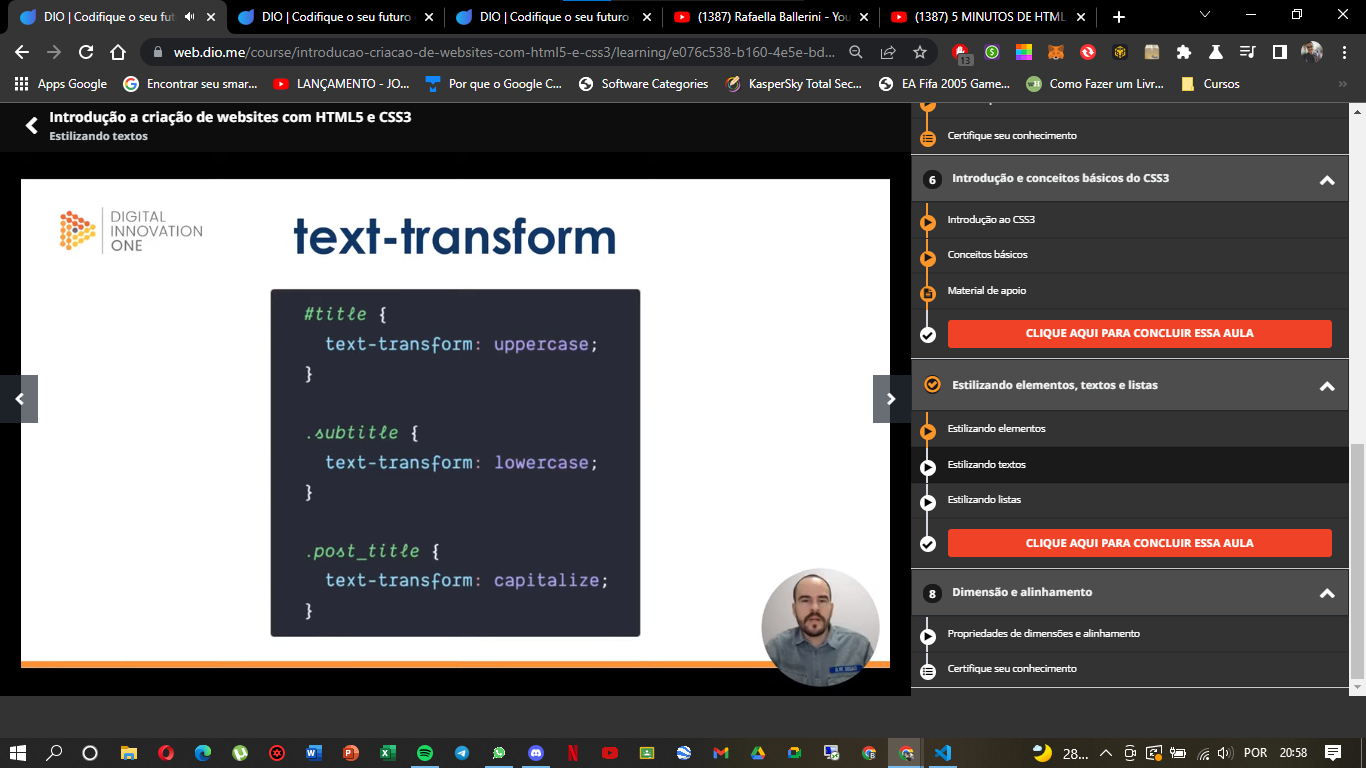 DIO | Codifique o seu fut
DIO | Codifique o seu futuro
DIO | Codifique o seu futuro
(1387) Rafaella Ballerini - You
(1387) 5 MINUTOS DE HTML
web.dio.me/course/introducao-criacao-de-websites-com-html5-e-css3/learning/e076c538-b160-4e5e-bd...
13
Apps Google
Encontrar seu smar...
LANÇAMENTO - JO...
Por que o Google C...
Software Categories
KasperSky Total Sec...
EA Fifa 2005 Game...
Como Fazer um Livr...
Cursos
Introdução a criação de websites com HTML5 e CSS3
Estilizando textos
DIGITAL
INNOVATION
ONE
text-transform
#title {
text-transform: uppercase;
}
.subtitle {
text-transform: lowercase;
}
.post_title {
text-transform: capitalize;
}
Certifique seu conhecimento
6 Introdução e conceitos básicos do CSS3
Introdução ao CSS3
Conceitos básicos
Material de apoio
CLIQUE AQUI PARA CONCLUIR ESSA AULA
Estilizando elementos, textos e listas
Estilizando elementos
Estilizando textos
Estilizando listas
CLIQUE AQUI PARA CONCLUIR ESSA AULA
8 Dimensão e alinhamento
Propriedades de dimensões e alinhamento
Certifique seu conhecimento
28...
POR
20:58